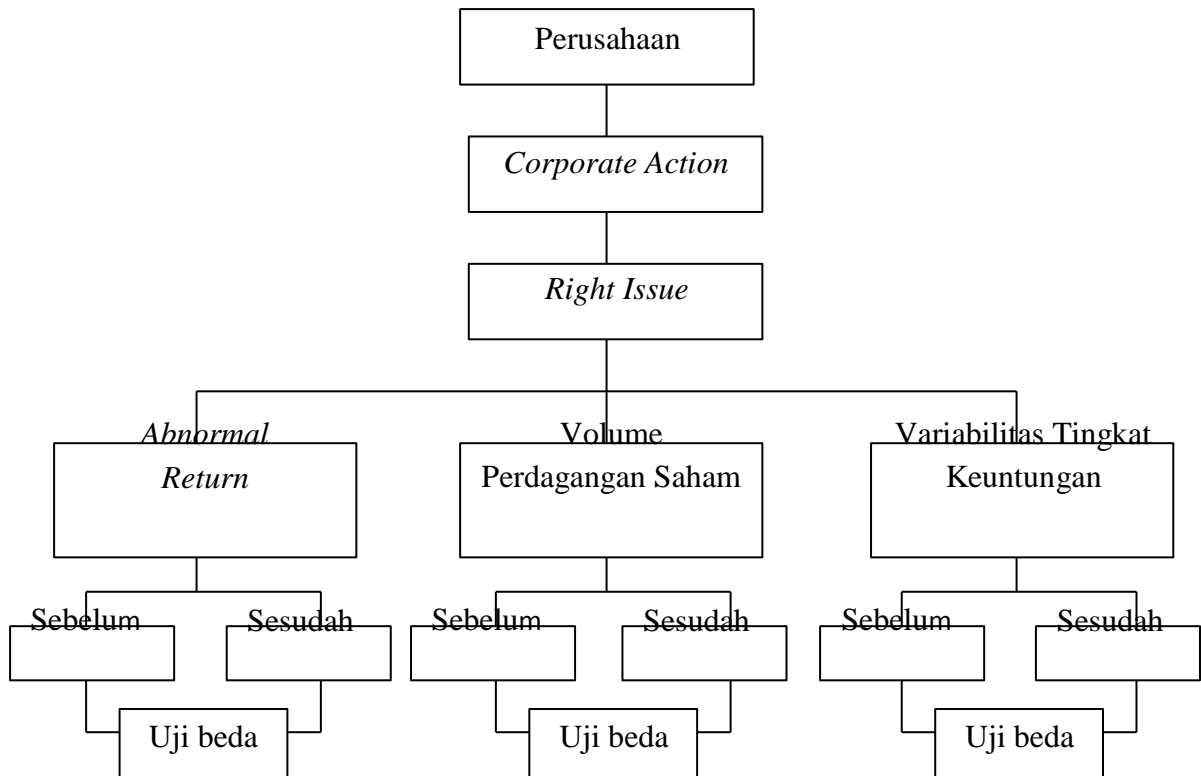 Perusahaan
Corporate Action
Right Issue
Abnormal
Return
Volume
Perdagangan Saham
Variabilitas Tingkat
Keuntungan
Sebelum
Sesudah
Sebelum
Sesudah
Sebelum
Sesudah
Uji beda
Uji beda
Uji beda